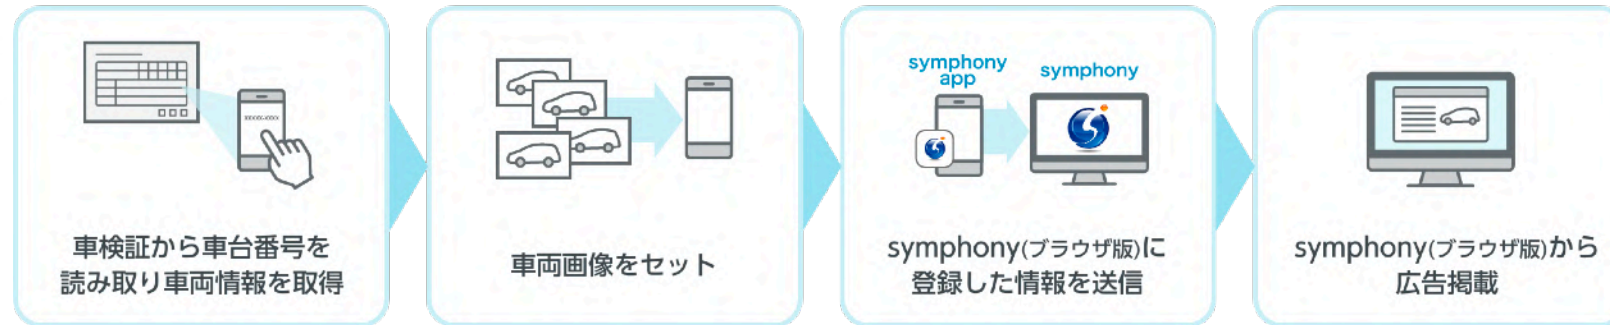 車検証から車台番号を
読み取り車両情報を取得
車両画像をセット
symphony
app
symphony
symphony(ブラウザ版)に
登録した情報を送信
symphony(ブラウザ版)から
広告掲載